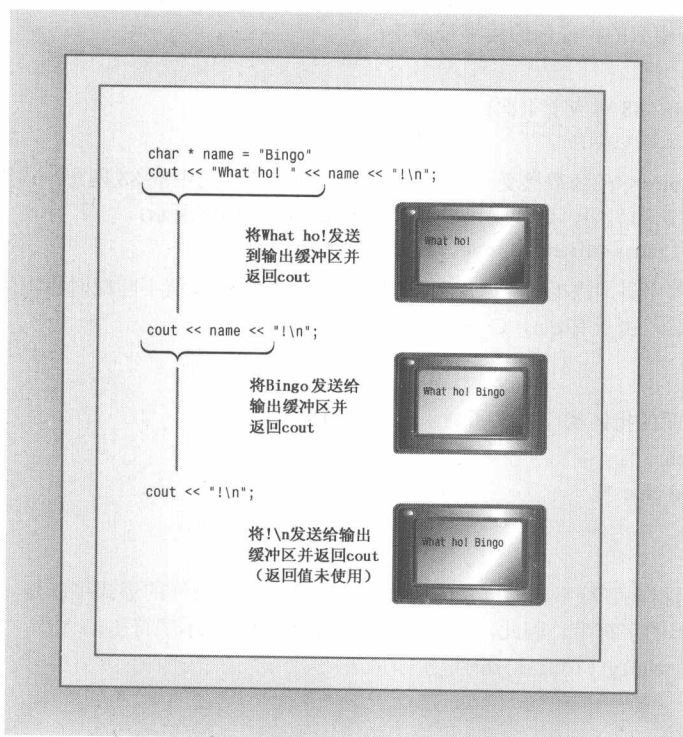 char * name = "Bingo"
cout << "What ho! " << name << "!\n";
将What ho!发送
到输出缓冲区并
返回cout
What ho!
cout << name << "!\n";
将Bingo发送给
输出缓冲区并
返回cout
What ho! Bingo
cout << "!\n";
将!\n发送给输出
缓冲区并返回cout
（返回值未使用）
What ho! Bingo